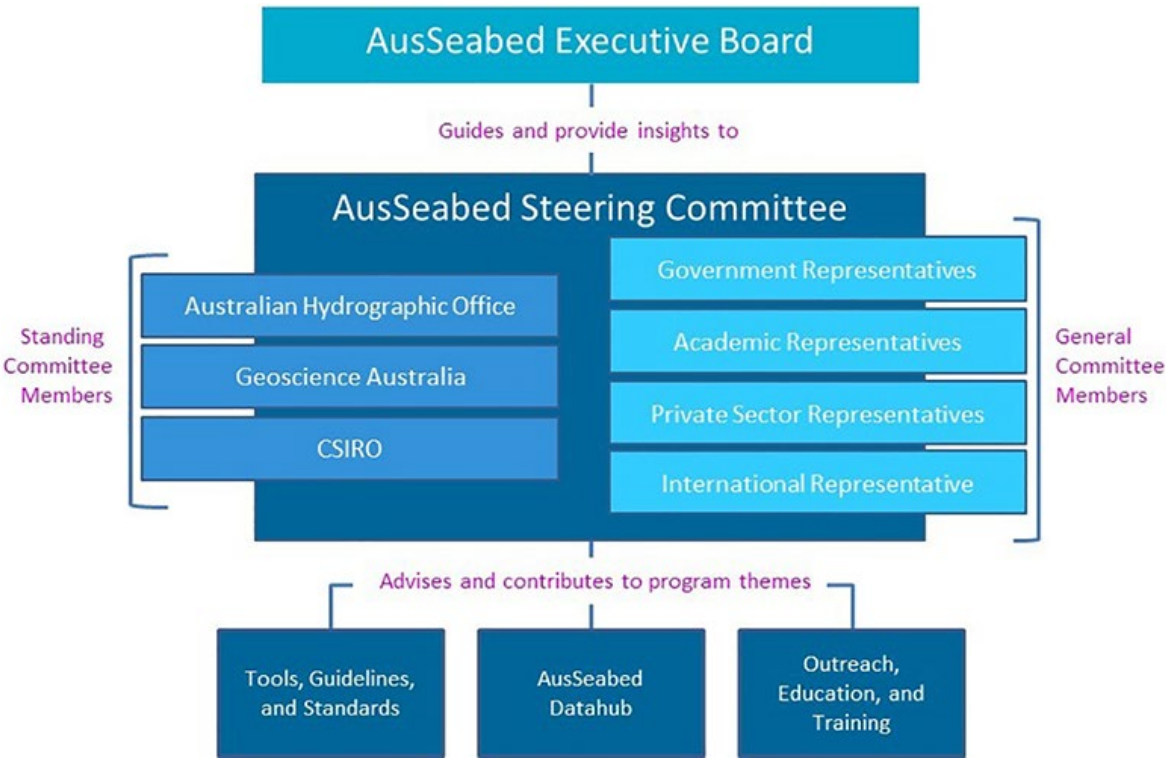 AusSeabed Executive Board
Guides and provide insights to
AusSeabed Steering Committee
Standing
Committee
Members
Australian Hydrographic Office
Geoscience Australia
CSIRO
Government Representatives
Academic Representatives
Private Sector Representatives
International Representative
General
Committee
Members
Advises and contributes to program themes
Tools, Guidelines,
and Standards
AusSeabed
Datahub
Outreach,
Education, and
Training